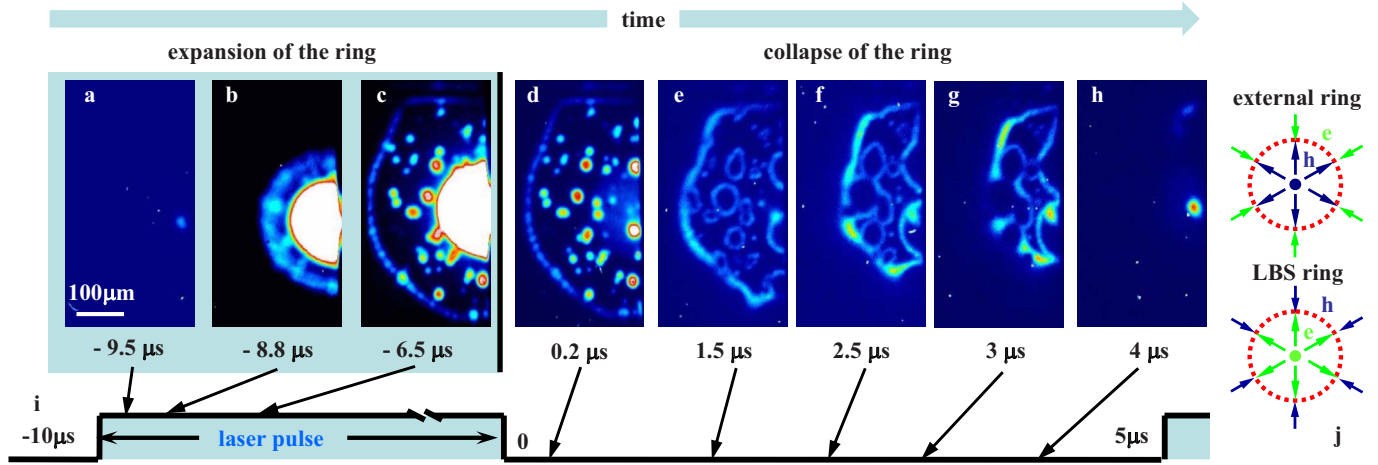 time
expansion of the ring
collapse of the ring
a
b
c
d
e
f
g
h
100μm
- 9.5 μs
- 8.8 μs
- 6.5 μs
0.2 μs
1.5 μs
2.5 μs
3 μs
4 μs
external ring
e
h
LBS ring
h
e
j
i
-10μs
laser pulse
0
5μs